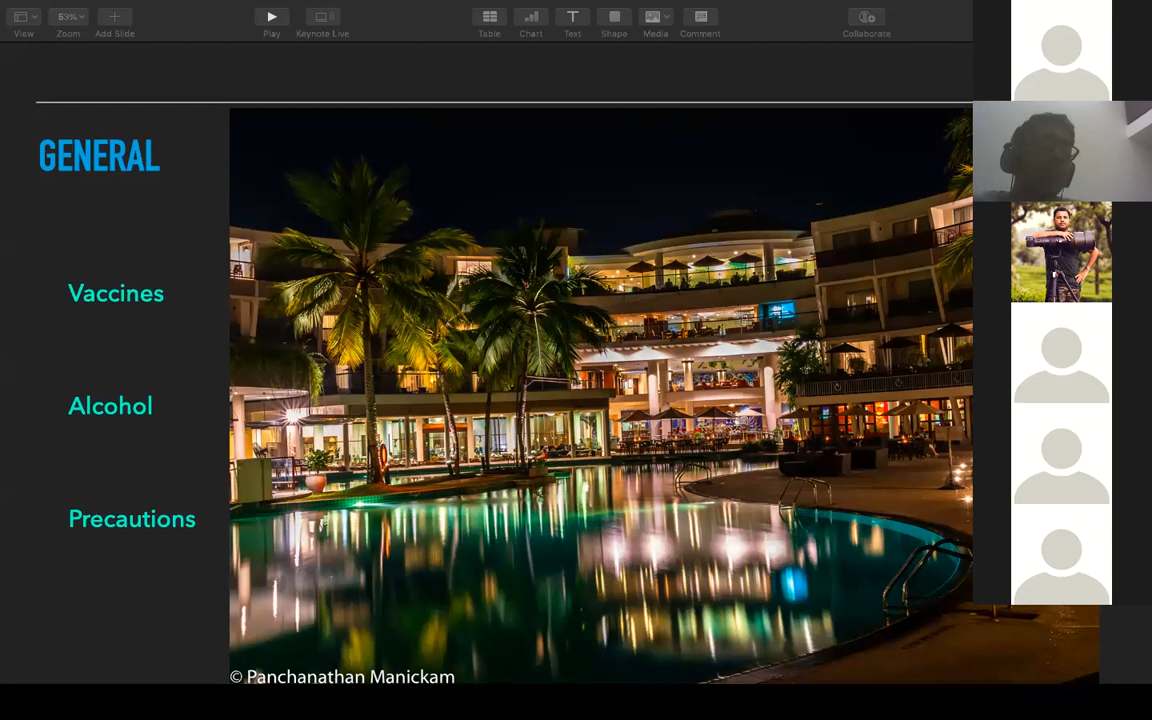 53%
View
Zoom
Add Slide
Play
Keynote Live
Table
Chart
Text
Shape
Media
Comment
Collaborate
GENERAL
Vaccines
Alcohol
Precautions
© Panchanathan Manickam